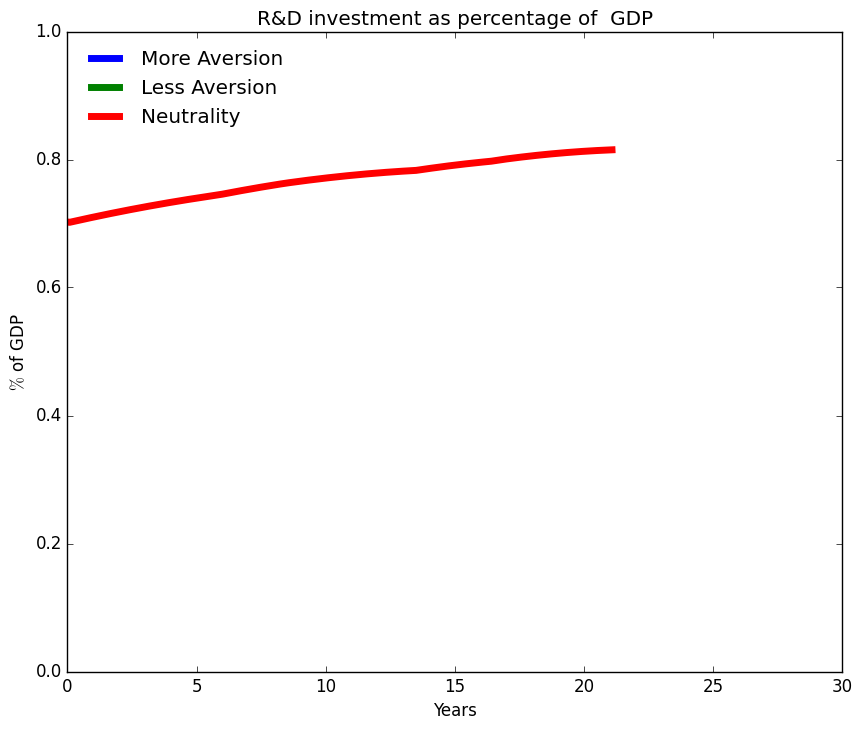 R&D investment as percentage of  GDP
More Aversion
Less Aversion
Neutrality
1.0
0.8
0.6
0.4
0.2
0.0
% of GDP
0 5 10 15 20 25 30
Years